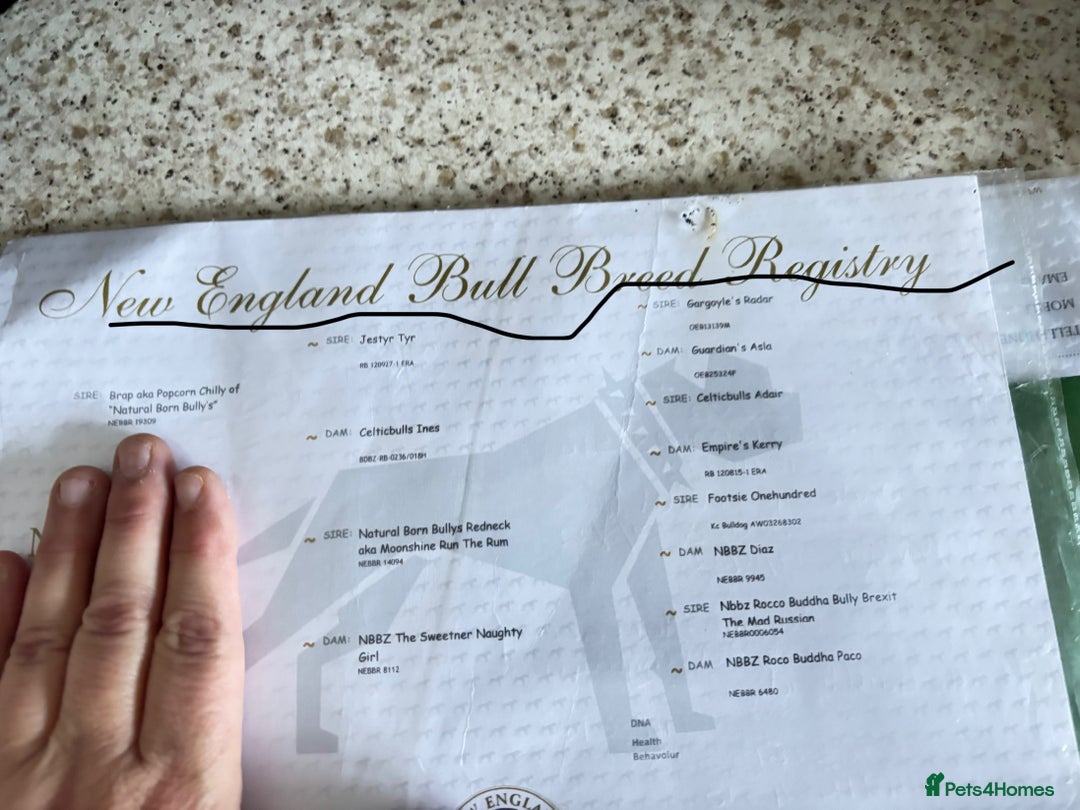 New England Bull Breed Registry
SIRE: Brap aka Popcorn Chilly of
"Natural Born Bully's"
NEBBR 19309
~ SIRE: Jestyr Tyr
RB 120927-1 ERA
~ DAM: Celticbulls Ines
BDBZ-RB-0236/018H
~ SIRE: Natural Born Bullys Redneck
aka Moonshine Run The Rum
NEBBR 14094
~ DAM: NBBZ The Sweetner Naughty
Girl
NEBBR 8112
~ SIRE: Gargoyle's Radar
OEB13139M
~ DAM: Guardian's Asla
OEB25324F
~ SIRE: Celticbulls Adair
~ DAM: Empire's Kerry
RB 120815-1 ERA
~ SIRE Footsie Onehundred
Kc Bulldog AW03268302
~ DAM NBBZ Diaz
NEBBR 9945
~ SIRE Nbbz Rocco Buddha Bully Brexit
The Mad Russian
NEBBR0006054
~ DAM NBBZ Roco Buddha Paco
NEBBR 6480
DNA
Health
Behavoiur
ENGLA
Pets4Homes